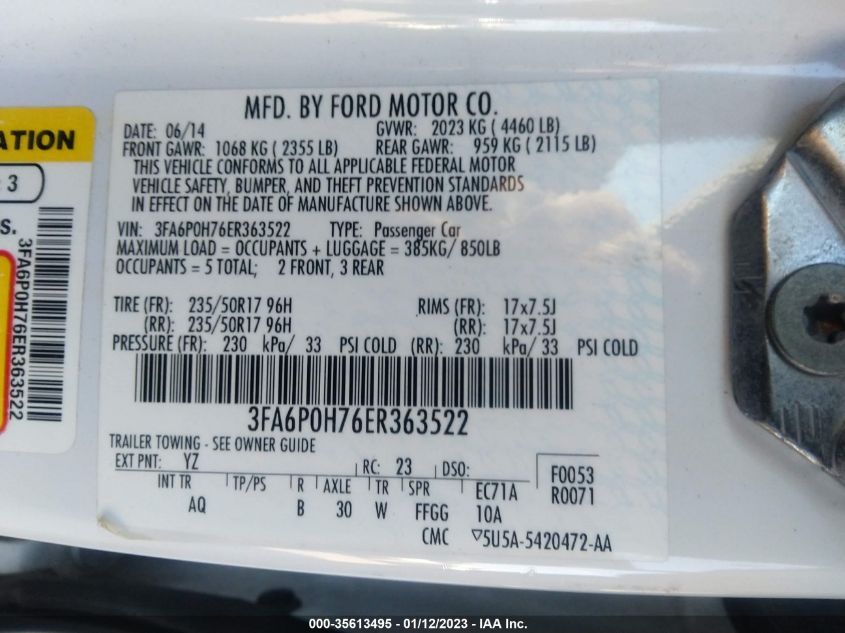 ATION
: 3
S.
3FA6P0H76ER363522
MFD. BY FORD MOTOR CO.
DATE: 06/14 GVWR: 2023 KG ( 4460 LB)
FRONT GAWR: 1068 KG ( 2355 LB) REAR GAWR: 959 KG ( 2115 LB)
THIS VEHICLE CONFORMS TO ALL APPLICABLE FEDERAL MOTOR
VEHICLE SAFETY, BUMPER, AND THEFT PREVENTION STANDARDS
IN EFFECT ON THE DATE OF MANUFACTURE SHOWN ABOVE.
VIN: 3FA6P0H76ER363522 TYPE: Passenger Car
MAXIMUM LOAD = OCCUPANTS + LUGGAGE = 385KG/ 850LB
OCCUPANTS = 5 TOTAL; 2 FRONT, 3 REAR
TIRE (FR): 235/50R17 96H RIMS (FR): 17x7.5J
(RR): 235/50R17 96H (RR): 17x7.5J
PRESSURE (FR): 230 kPa/ 33 PSI COLD (RR): 230 kPa/ 33 PSI COLD
3FA6P0H76ER363522
TRAILER TOWING - SEE OWNER GUIDE
EXT PNT: YZ RC: 23 DSO: F0053
INT TR TP/PS R AXLE TR SPR EC71A R0071
AQ B 30 W FFGG 10A
CMC ▽5U5A-5420472-AA
000-35613495 - 01/12/2023 - IAA Inc.